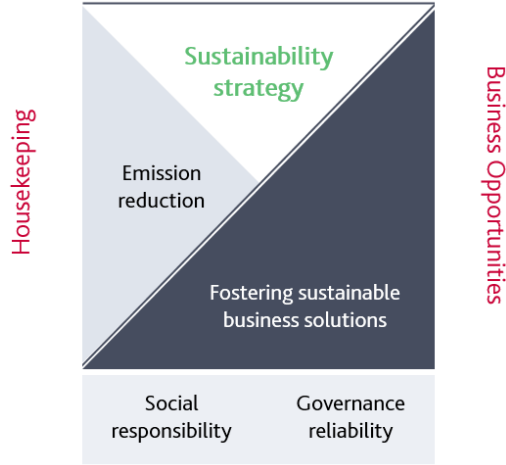 Sustainability
strategy
Housekeeping
Business Opportunities
Emission
reduction
Fostering sustainable
business solutions
Social
responsibility
Governance
reliability